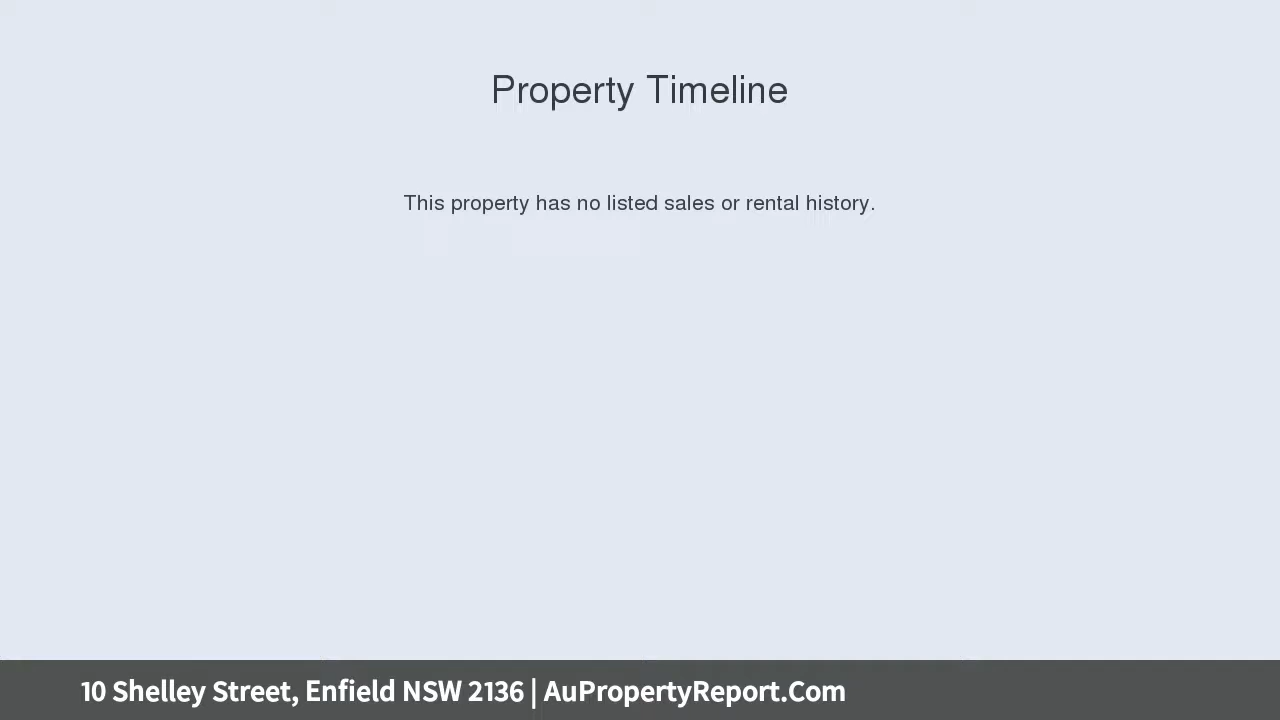 Property Timeline
This property has no listed sales or rental history.
10 Shelley Street, Enfield NSW 2136 | AuPropertyReport.Com